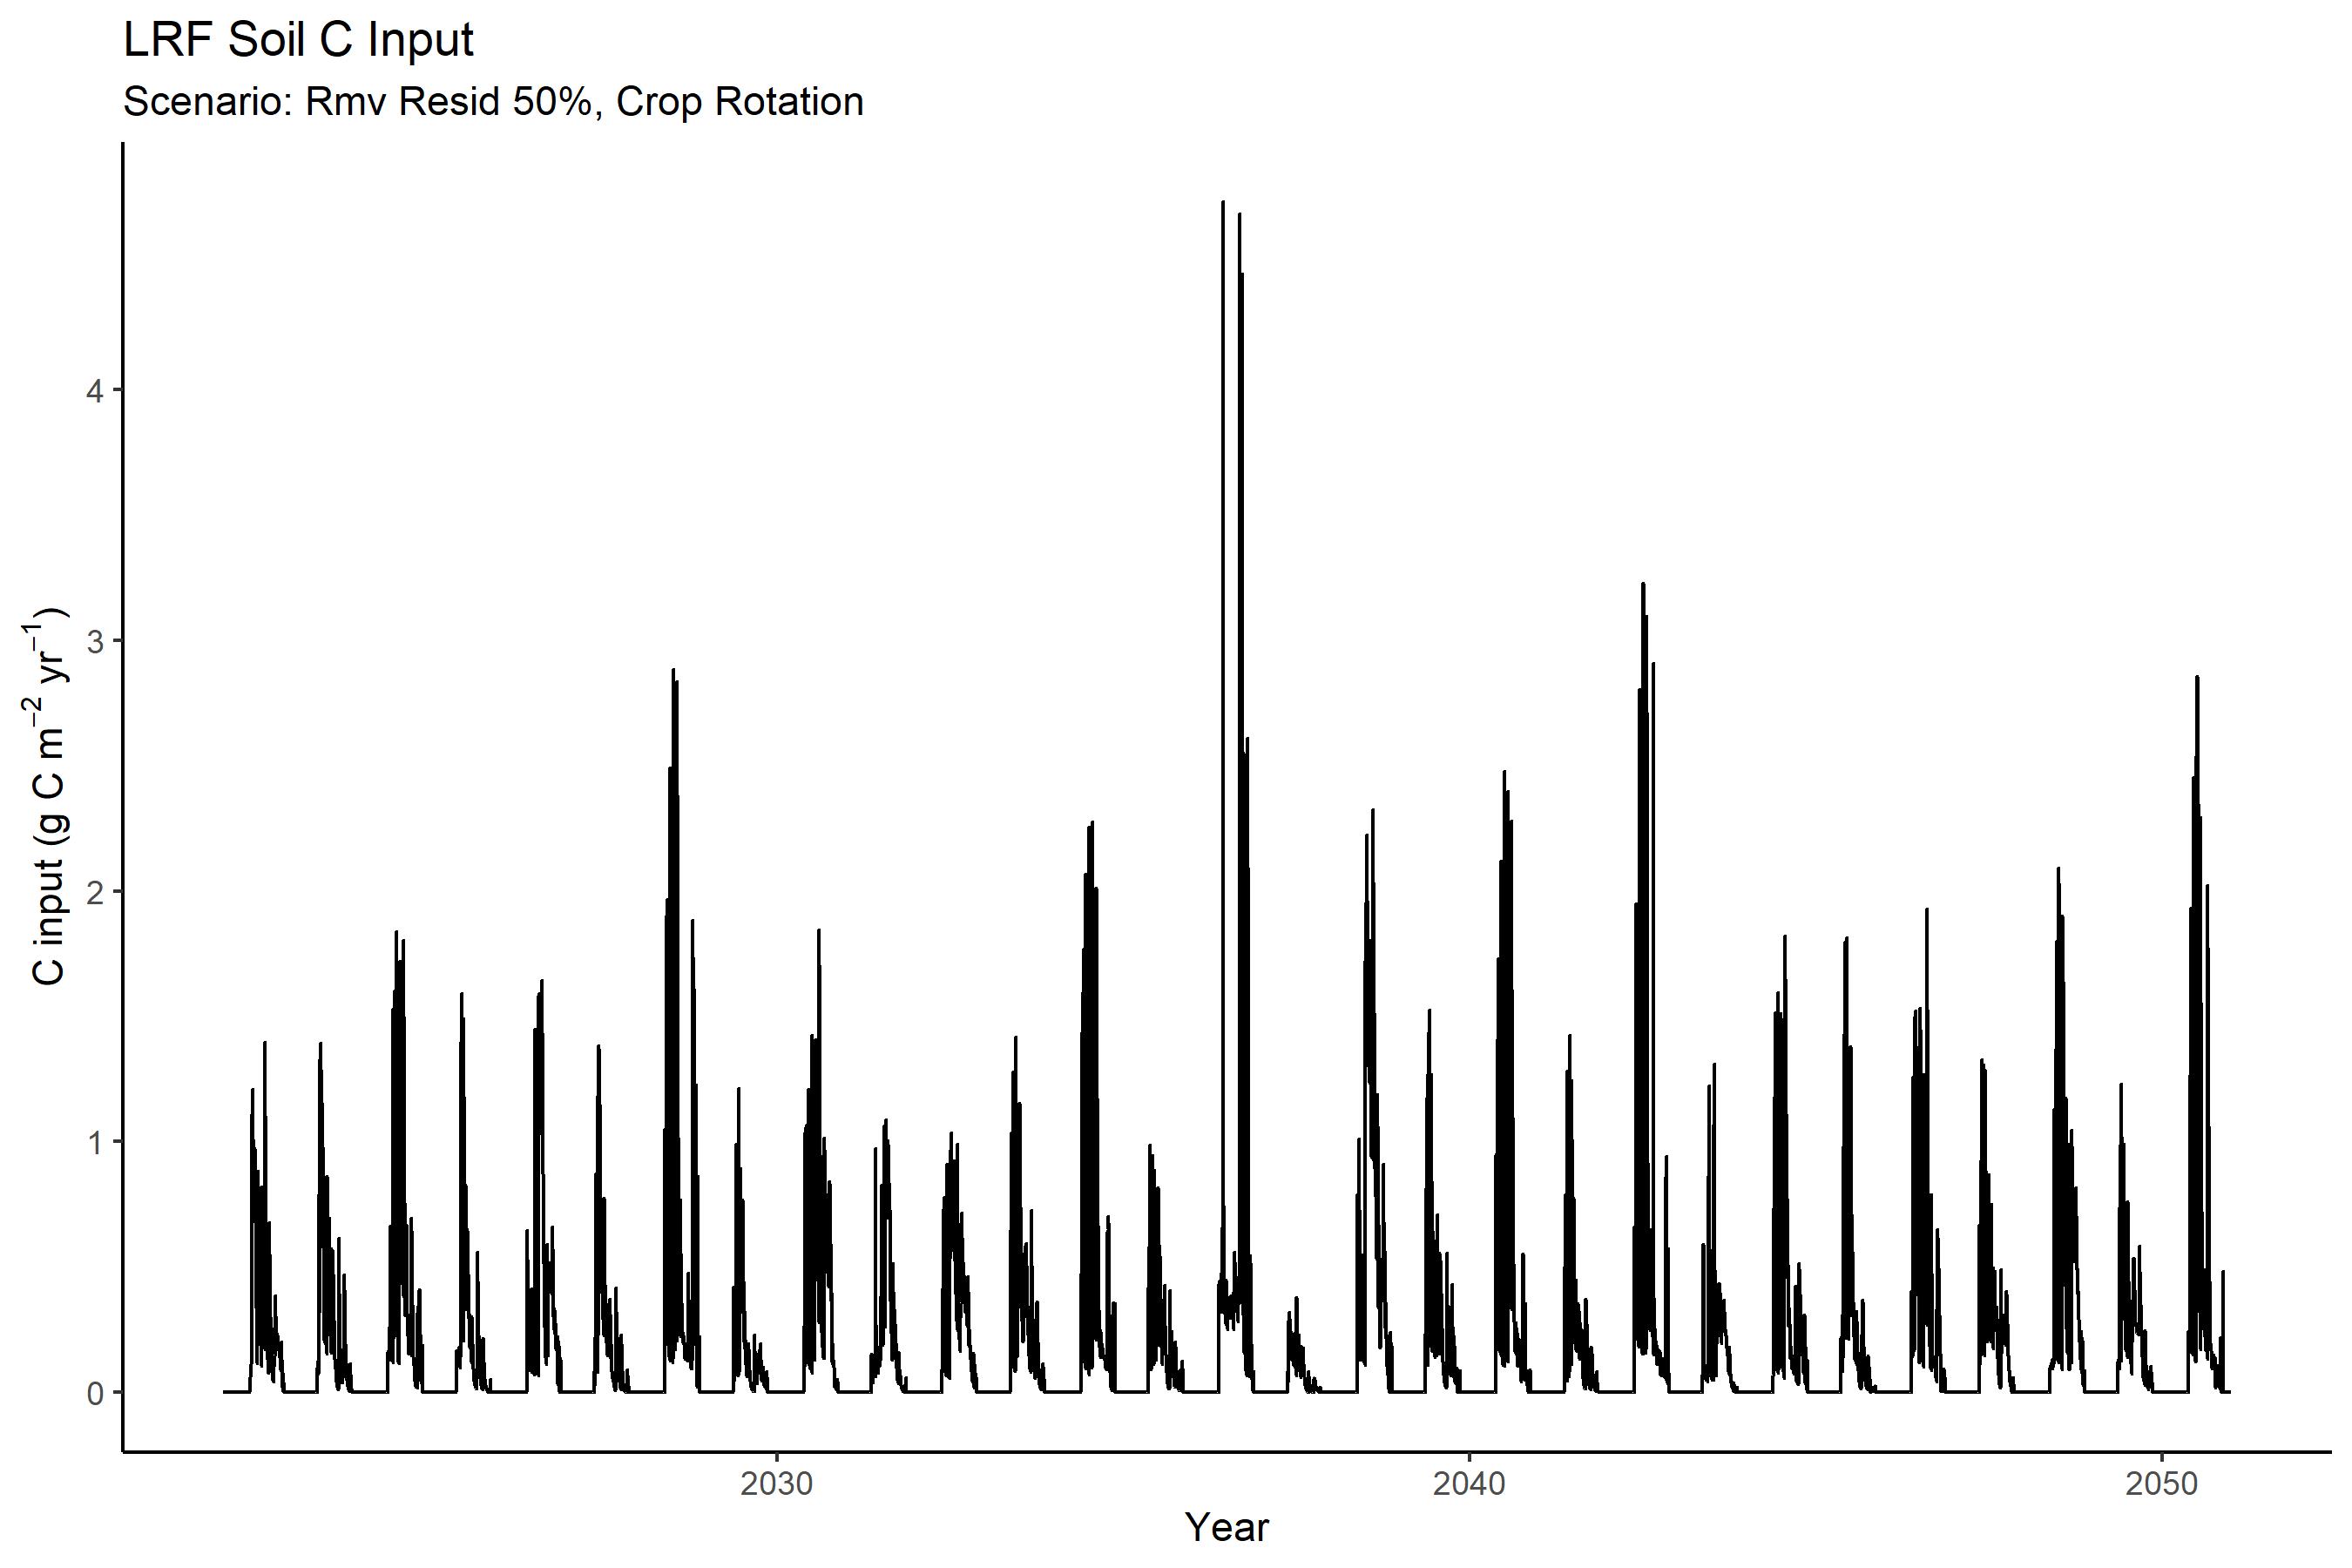 LRF Soil C Input
Scenario: Rmv Resid 50%, Crop Rotation
C input (g C m⁻² yr⁻¹)
4
3
2
1
0
2030
2040
2050
Year